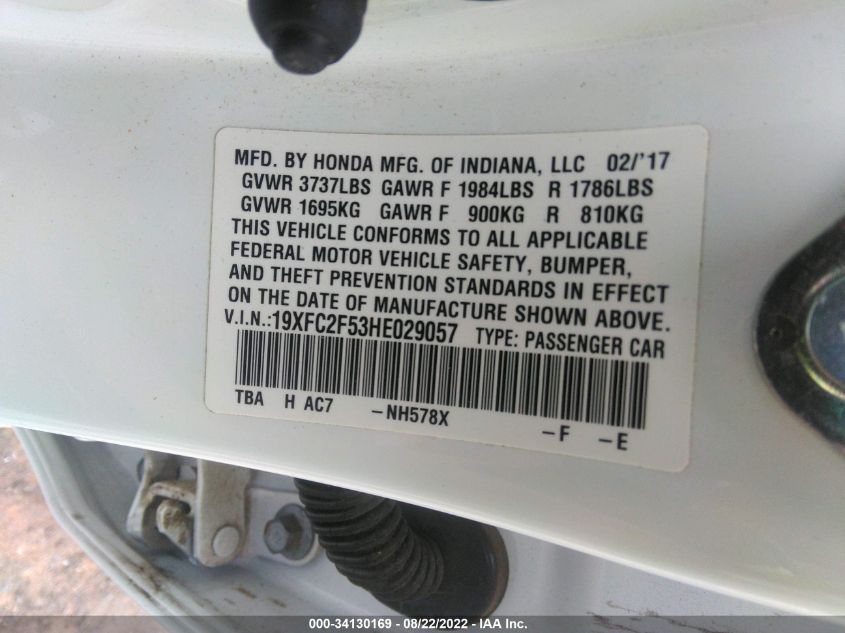 MFD. BY HONDA MFG. OF INDIANA, LLC 02/'17
GVWR 3737LBS GAWR F 1984LBS R 1786LBS
GVWR 1695KG GAWR F 900KG R 810KG
THIS VEHICLE CONFORMS TO ALL APPLICABLE
FEDERAL MOTOR VEHICLE SAFETY, BUMPER,
AND THEFT PREVENTION STANDARDS IN EFFECT
ON THE DATE OF MANUFACTURE SHOWN ABOVE.
V.I.N.:19XFC2F53HE029057 TYPE: PASSENGER CAR
TBA H AC7 -NH578X -F -E
000-34130169 - 08/22/2022 - IAA, Inc.